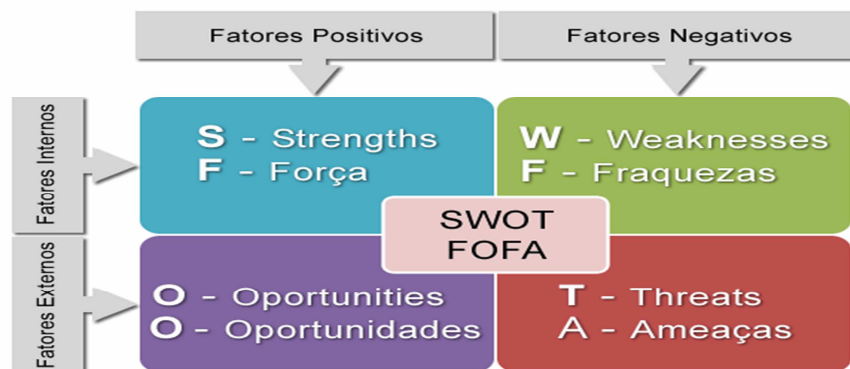 Fatores Positivos
Fatores Negativos
Fatores Internos
S - Strengths
F - Força
W - Weaknesses
F - Fraquezas
SWOT
FOFA
Fatores Externos
O - Oportunities
O - Oportunidades
T - Threats
A - Ameaças